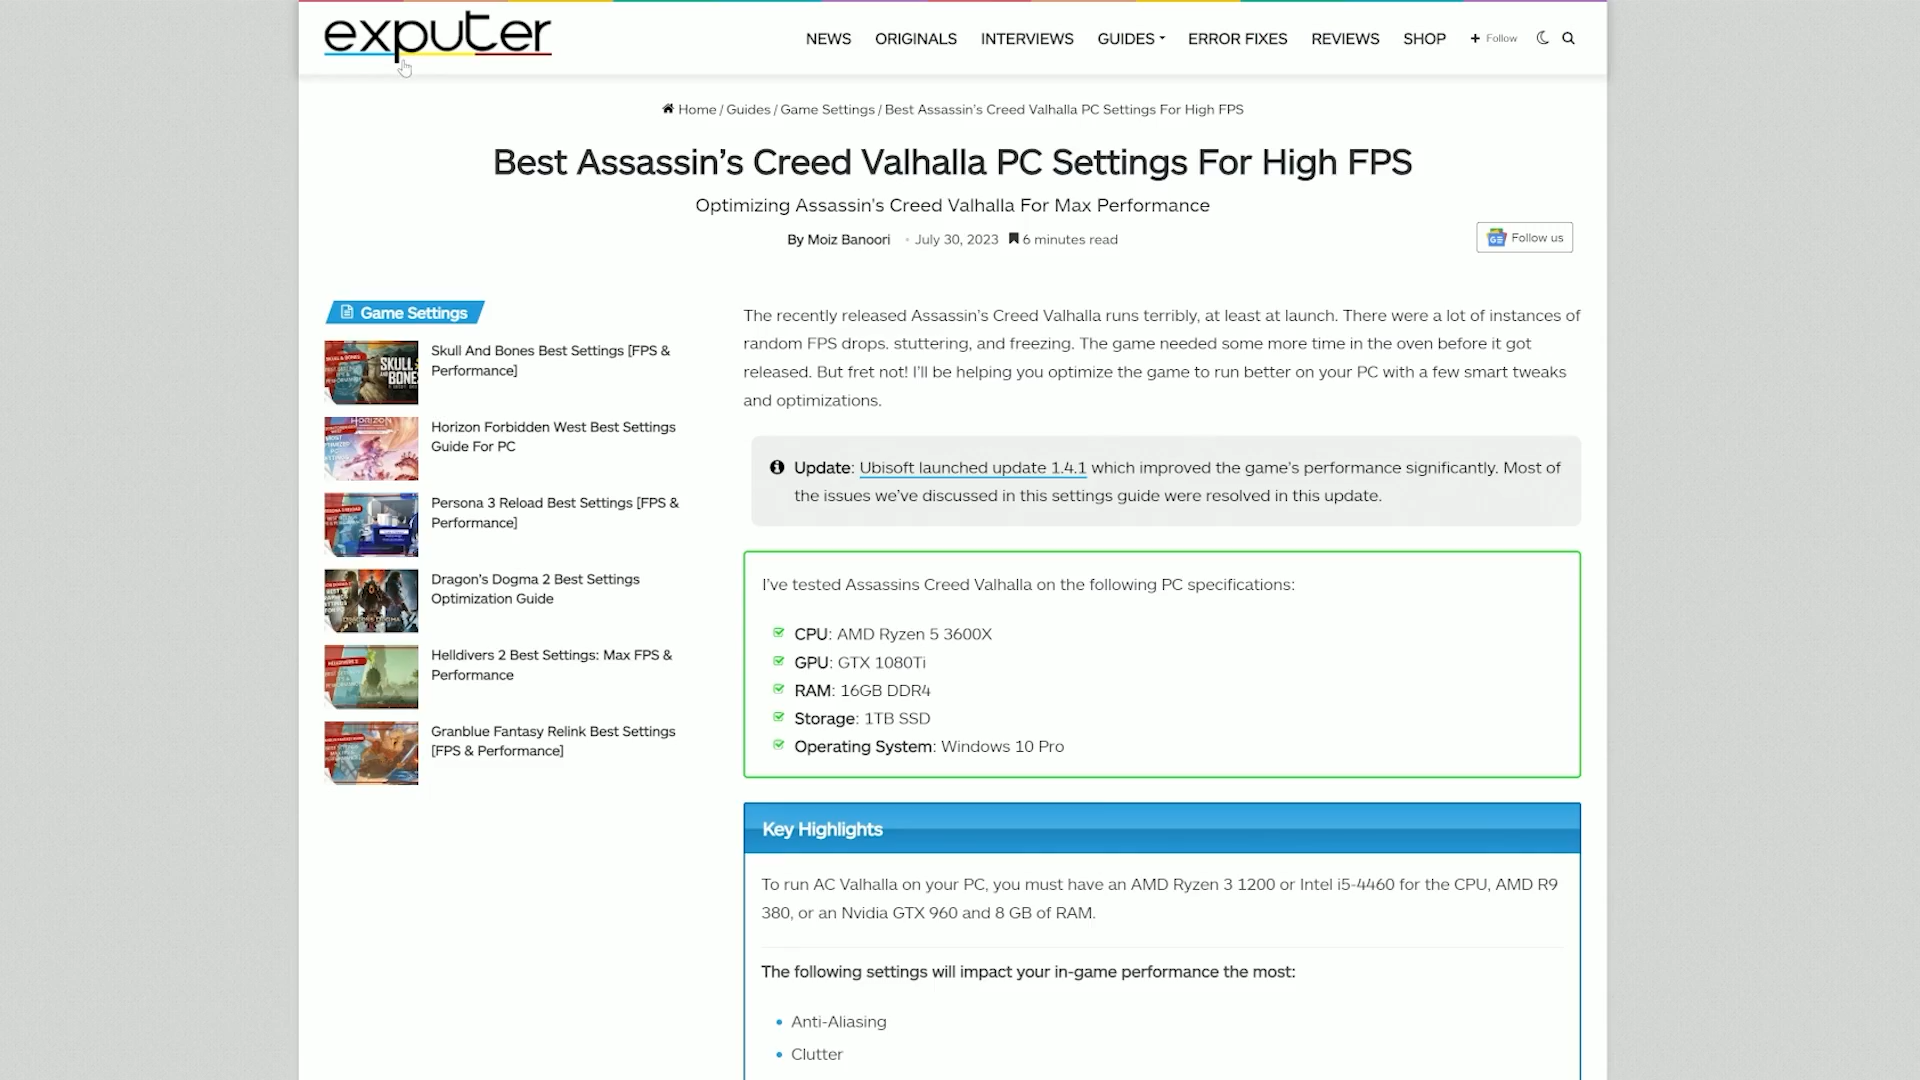 exputer
NEWS ORIGINALS INTERVIEWS GUIDES ERROR FIXES REVIEWS SHOP + Follow
Home / Guides / Game Settings / Best Assassin's Creed Valhalla PC Settings For High FPS
Best Assassin's Creed Valhalla PC Settings For High FPS
Optimizing Assassin's Creed Valhalla For Max Performance
By Moiz Banoori • July 30, 2023 6 minutes read
Follow us
Game Settings
Skull And Bones Best Settings [FPS &
Performance]
Horizon Forbidden West Best Settings
Guide For PC
Persona 3 Reload Best Settings [FPS &
Performance]
Dragon's Dogma 2 Best Settings
Optimization Guide
Helldivers 2 Best Settings: Max FPS &
Performance
Granblue Fantasy Relink Best Settings
[FPS & Performance]
The recently released Assassin's Creed Valhalla runs terribly, at least at launch. There were a lot of instances of
random FPS drops. stuttering, and freezing. The game needed some more time in the oven before it got
released. But fret not! I'll be helping you optimize the game to run better on your PC with a few smart tweaks
and optimizations.
Update: Ubisoft launched update 1.4.1 which improved the game's performance significantly. Most of
the issues we've discussed in this settings guide were resolved in this update.
I've tested Assassins Creed Valhalla on the following PC specifications:
CPU: AMD Ryzen 5 3600X
GPU: GTX 1080Ti
RAM: 16GB DDR4
Storage: 1TB SSD
Operating System: Windows 10 Pro
Key Highlights
To run AC Valhalla on your PC, you must have an AMD Ryzen 3 1200 or Intel i5-4460 for the CPU, AMD R9
380, or an Nvidia GTX 960 and 8 GB of RAM.
The following settings will impact your in-game performance the most:
• Anti-Aliasing
• Clutter